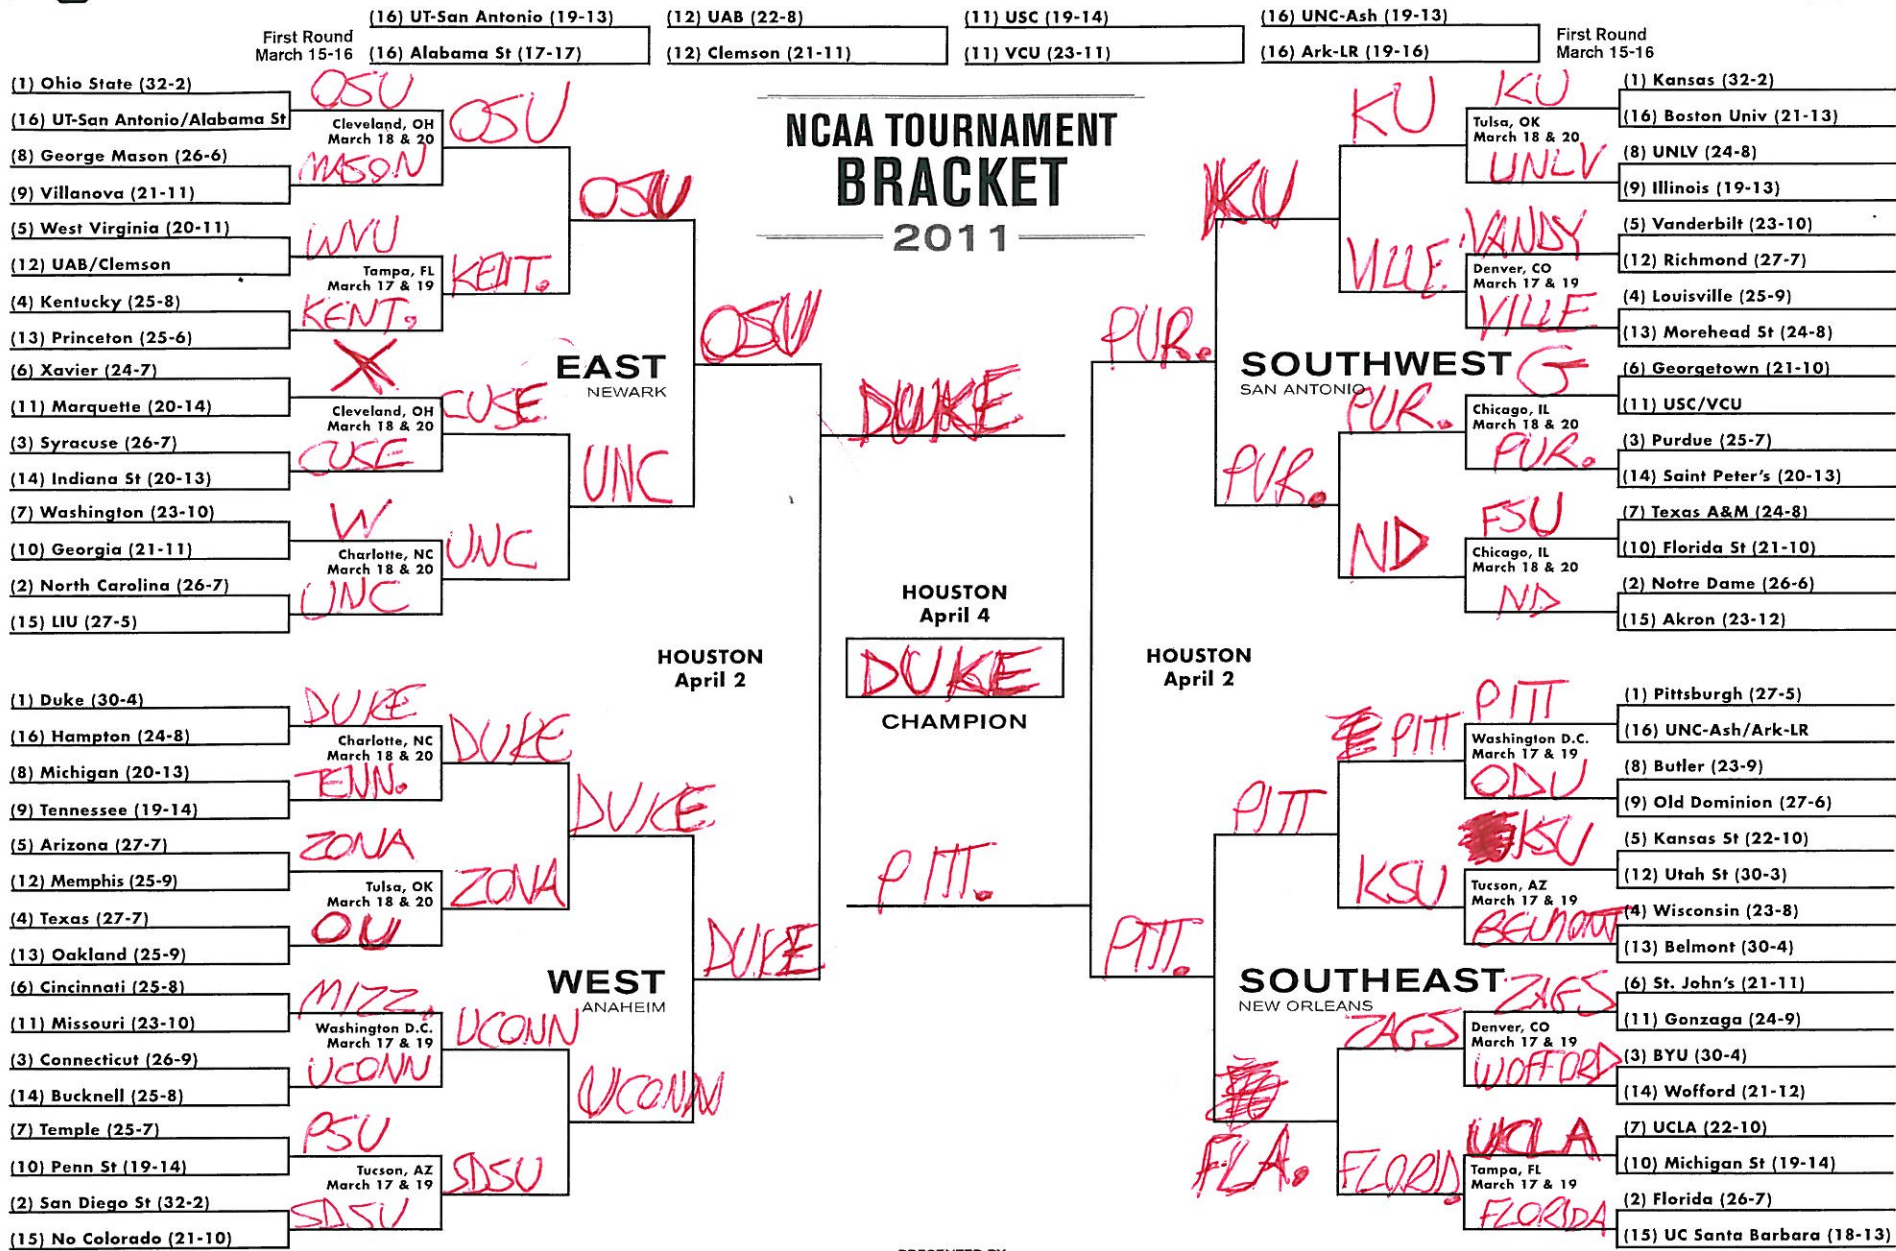 (16) UT-San Antonio (19-13)
(16) Alabama St (17-17)
(12) UAB (22-8)
(12) Clemson (21-11)
(11) USC (19-14)
(11) VCU (23-11)
(16) UNC-Ash (19-13)
(16) Ark-LR (19-16)
First Round
March 15-16
First Round
March 15-16
NCAA TOURNAMENT
BRACKET
2011
(1) Ohio State (32-2)
(16) UT-San Antonio/Alabama St
(8) George Mason (26-6)
(9) Villanova (21-11)
(5) West Virginia (20-11)
(12) UAB/Clemson
(4) Kentucky (25-8)
(13) Princeton (25-6)
(6) Xavier (24-7)
(11) Marquette (20-14)
(3) Syracuse (26-7)
(14) Indiana St (20-13)
(7) Washington (23-10)
(10) Georgia (21-11)
(2) North Carolina (26-7)
(15) LIU (27-5)
OSU
Cleveland, OH
March 18 & 20
MASON
WVU
Tampa, FL
March 17 & 19
KENT.
X
Cleveland, OH
March 18 & 20
CUSE
W
Charlotte, NC
March 18 & 20
UNC
OSU
KENT.
CUSE
UNC
OSU
UNC
EAST
NEWARK
OSU
(1) Duke (30-4)
(16) Hampton (24-8)
(8) Michigan (20-13)
(9) Tennessee (19-14)
(5) Arizona (27-7)
(12) Memphis (25-9)
(4) Texas (27-7)
(13) Oakland (25-9)
(6) Cincinnati (25-8)
(11) Missouri (23-10)
(3) Connecticut (26-9)
(14) Bucknell (25-8)
(7) Temple (25-7)
(10) Penn St (19-14)
(2) San Diego St (32-2)
(15) No Colorado (21-10)
DUKE
Charlotte, NC
March 18 & 20
TENN.
ZONA
Tulsa, OK
March 18 & 20
OU
MIZZ.
Washington D.C.
March 17 & 19
UCONN
PSU
Tucson, AZ
March 17 & 19
SDSU
DUKE
ZONA
UCONN
SDSU
DUKE
UCONN
WEST
ANAHEIM
DUKE
HOUSTON
April 2
DUKE
HOUSTON
April 4
DUKE
CHAMPION
PITT.
HOUSTON
April 2
PUR.
SOUTHWEST
SAN ANTONIO
KU
PUR.
KU
VILLE.
PUR.
ND
KU
Tulsa, OK
March 18 & 20
UNLV
VANDY
Denver, CO
March 17 & 19
VILLE
G
Chicago, IL
March 18 & 20
PUR.
FSU
Chicago, IL
March 18 & 20
ND
(1) Kansas (32-2)
(16) Boston Univ (21-13)
(8) UNLV (24-8)
(9) Illinois (19-13)
(5) Vanderbilt (23-10)
(12) Richmond (27-7)
(4) Louisville (25-9)
(13) Morehead St (24-8)
(6) Georgetown (21-10)
(11) USC/VCU
(3) Purdue (25-7)
(14) Saint Peter's (20-13)
(7) Texas A&M (24-8)
(10) Florida St (21-10)
(2) Notre Dame (26-6)
(15) Akron (23-12)
PITT.
SOUTHEAST
NEW ORLEANS
PITT
FLA.
PITT
KSU
ZAGS
FLORID.
PITT
Washington D.C.
March 17 & 19
ODU
KSU
Tucson, AZ
March 17 & 19
BELMONT
ZAGS
Denver, CO
March 17 & 19
WOFFORD
UCLA
Tampa, FL
March 17 & 19
FLORIDA
(1) Pittsburgh (27-5)
(16) UNC-Ash/Ark-LR
(8) Butler (23-9)
(9) Old Dominion (27-6)
(5) Kansas St (22-10)
(12) Utah St (30-3)
(4) Wisconsin (23-8)
(13) Belmont (30-4)
(6) St. John's (21-11)
(11) Gonzaga (24-9)
(3) BYU (30-4)
(14) Wofford (21-12)
(7) UCLA (22-10)
(10) Michigan St (19-14)
(2) Florida (26-7)
(15) UC Santa Barbara (18-13)